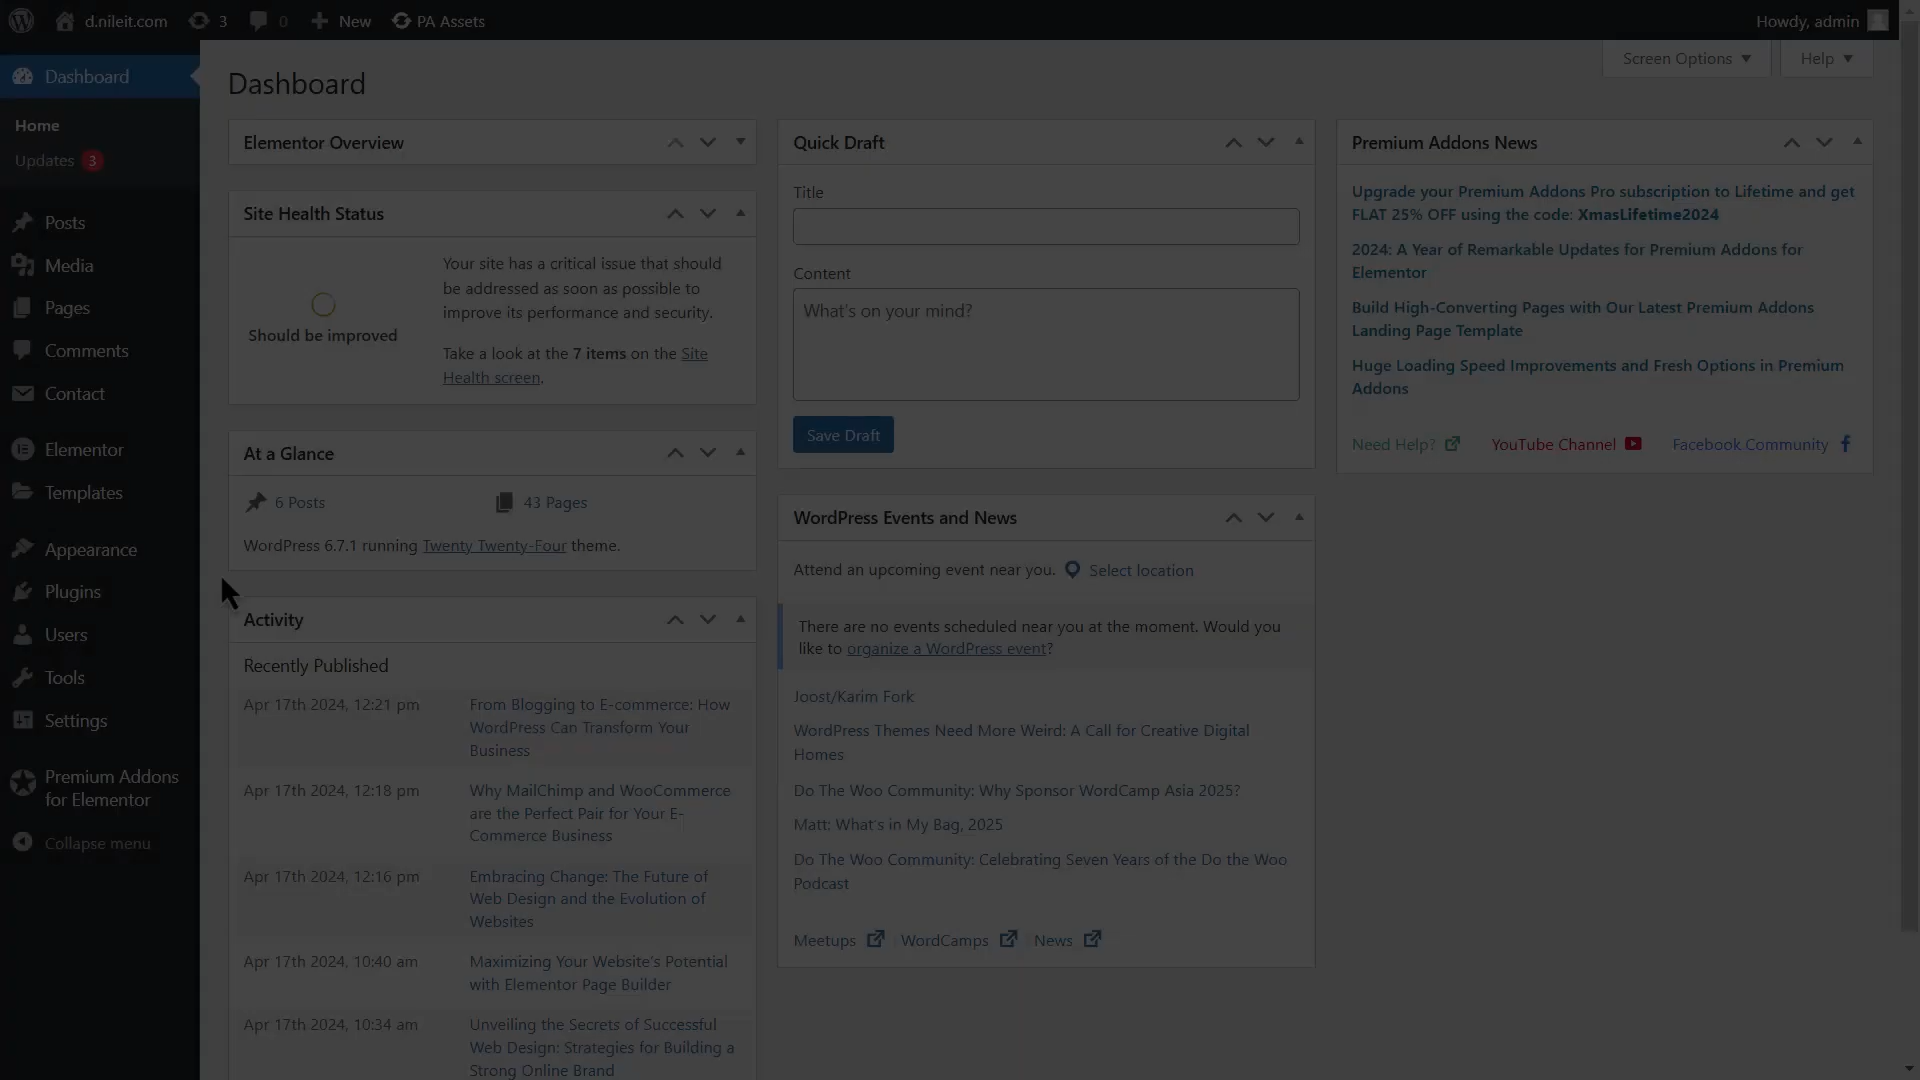 d.nileit.com
3
0
New
PA Assets
Howdy, admin
Dashboard
Home
Updates 3
Posts
Media
Pages
Comments
Contact
Elementor
Templates
Appearance
Plugins
Users
Tools
Settings
Premium Addons
for Elementor
Collapse menu
Screen Options
Help
Dashboard
Elementor Overview
Site Health Status
Should be improved
Your site has a critical issue that should
be addressed as soon as possible to
improve its performance and security.
Take a look at the 7 items on the Site
Health screen.
At a Glance
6 Posts
43 Pages
WordPress 6.7.1 running Twenty Twenty-Four theme.
Activity
Recently Published
Apr 17th 2024, 12:21 pm
From Blogging to E-commerce: How
WordPress Can Transform Your
Business
Apr 17th 2024, 12:18 pm
Why MailChimp and WooCommerce
are the Perfect Pair for Your E-
Commerce Business
Apr 17th 2024, 12:16 pm
Embracing Change: The Future of
Web Design and the Evolution of
Websites
Apr 17th 2024, 10:40 am
Maximizing Your Website's Potential
with Elementor Page Builder
Apr 17th 2024, 10:34 am
Unveiling the Secrets of Successful
Web Design: Strategies for Building a
Strong Online Brand
Quick Draft
Title
Content
What's on your mind?
Save Draft
WordPress Events and News
Attend an upcoming event near you.
Select location
There are no events scheduled near you at the moment. Would you
like to organize a WordPress event?
Joost/Karim Fork
WordPress Themes Need More Weird: A Call for Creative Digital
Homes
Do The Woo Community: Why Sponsor WordCamp Asia 2025?
Matt: What's in My Bag, 2025
Do The Woo Community: Celebrating Seven Years of the Do the Woo
Podcast
Meetups
WordCamps
News
Premium Addons News
Upgrade your Premium Addons Pro subscription to Lifetime and get
FLAT 25% OFF using the code: XmasLifetime2024
2024: A Year of Remarkable Updates for Premium Addons for
Elementor
Build High-Converting Pages with Our Latest Premium Addons
Landing Page Template
Huge Loading Speed Improvements and Fresh Options in Premium
Addons
Need Help?
YouTube Channel
Facebook Community